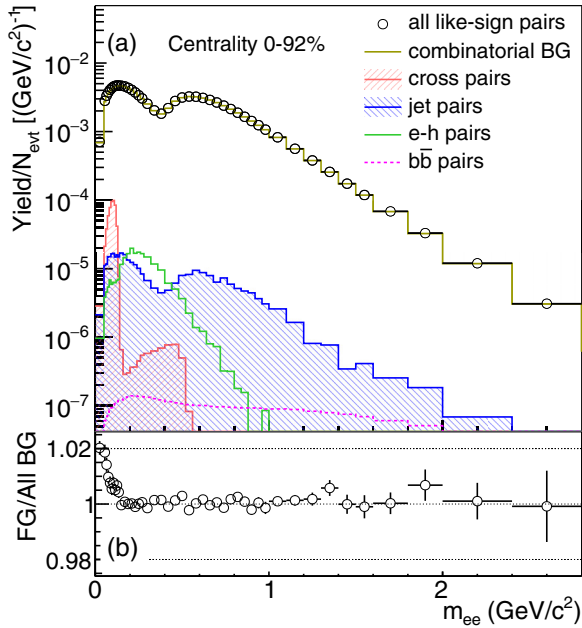 (a)
Centrality 0-92%
all like-sign pairs
combinatorial BG
cross pairs
jet pairs
e-h pairs
bb̄ pairs
Yield/N_evt [(GeV/c²)⁻¹]
10⁻²
10⁻³
10⁻⁴
10⁻⁵
10⁻⁶
10⁻⁷
FG/All BG
1.02
1
0.98
(b)
0
1
2
m_ee (GeV/c²)